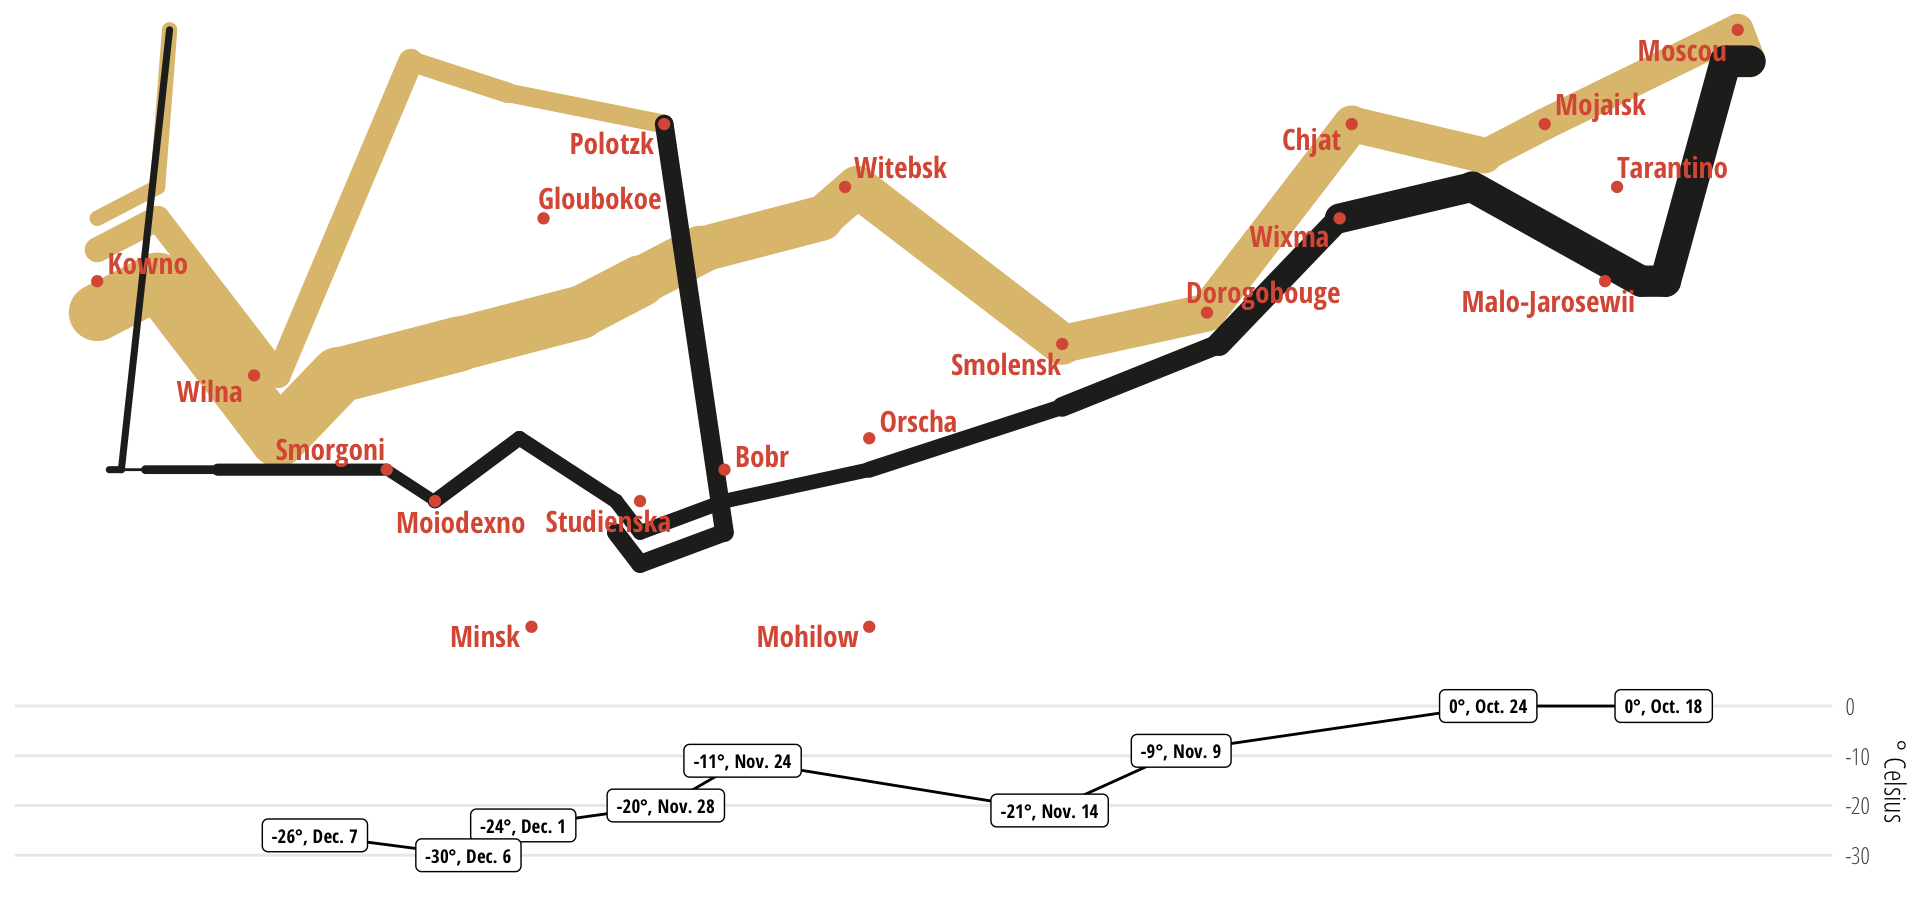 Moscou
Mojaisk
Chjat
Polotzk
Witebsk
Tarantino
Gloubokoe
Wixma
Kowno
Dorogobouge
Malo-Jarosewii
Smolensk
Wilna
Orscha
Smorgoni
Bobr
Moiodexno
Studienska
Minsk
Mohilow
0°, Oct. 24
0°, Oct. 18
0
-9°, Nov. 9
-11°, Nov. 24
-10
-20°, Nov. 28
-21°, Nov. 14
-20
-24°, Dec. 1
-26°, Dec. 7
-30°, Dec. 6
-30
° Celsius